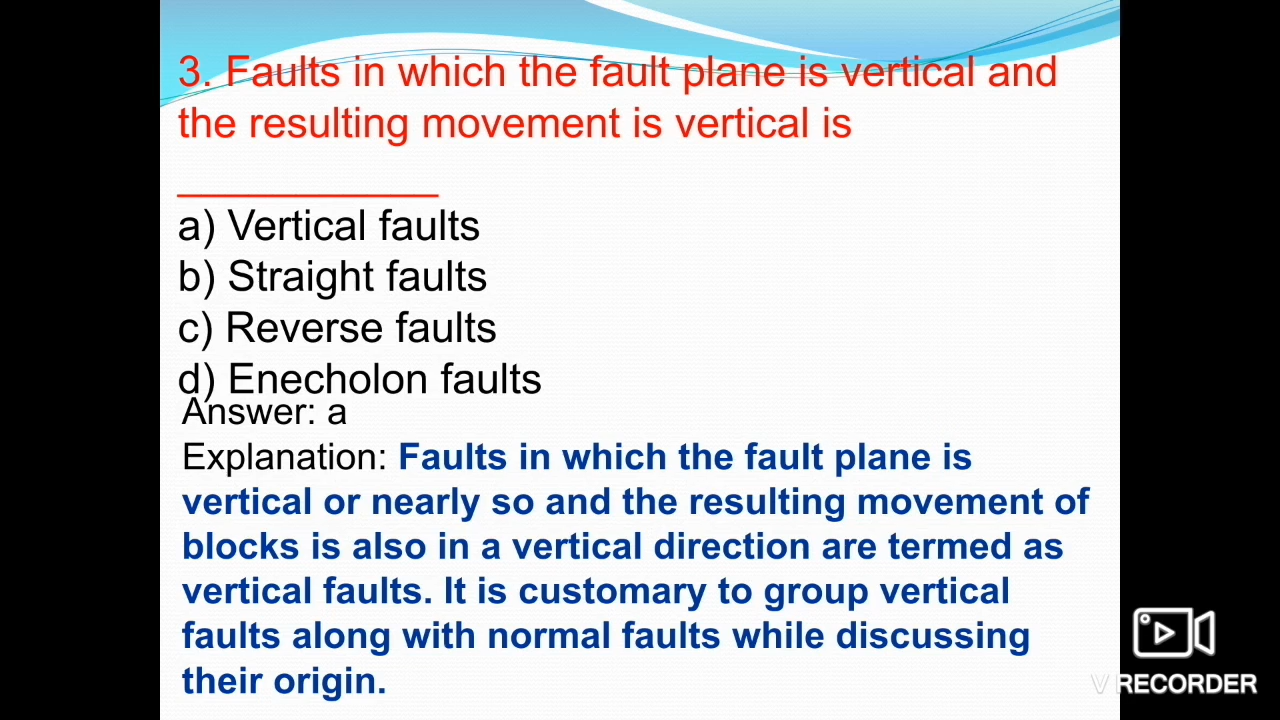 3. Faults in which the fault plane is vertical and
the resulting movement is vertical is
____________
a) Vertical faults
b) Straight faults
c) Reverse faults
d) Enecholon faults
Answer: a
Explanation: Faults in which the fault plane is
vertical or nearly so and the resulting movement of
blocks is also in a vertical direction are termed as
vertical faults. It is customary to group vertical
faults along with normal faults while discussing
their origin.
V RECORDER